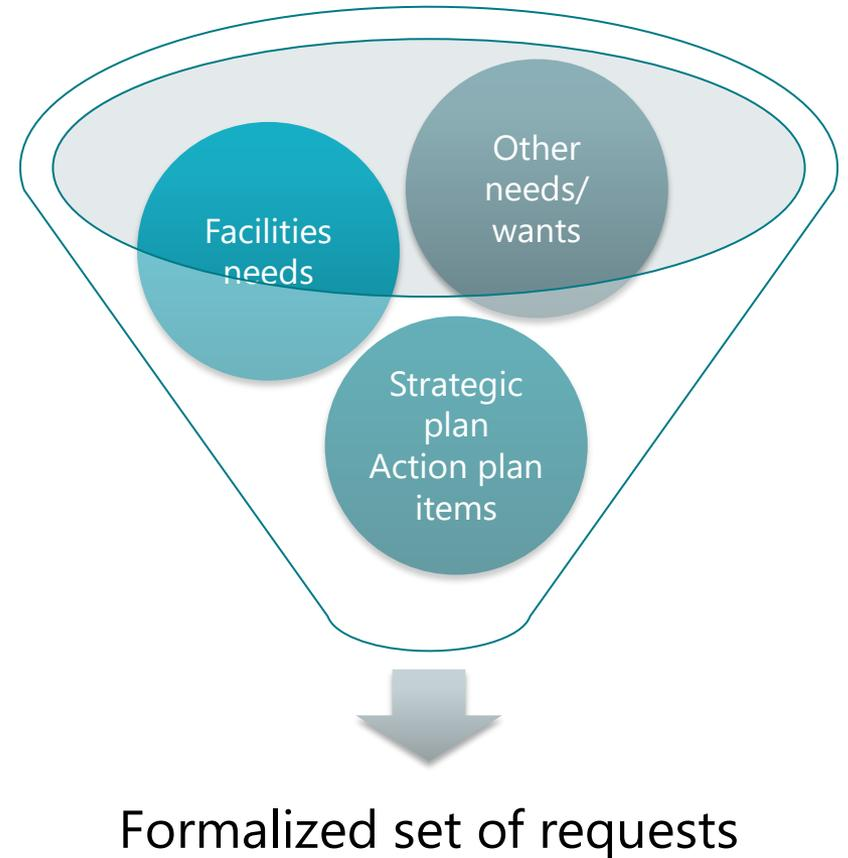 Other
needs/
wants
Facilities
needs
Strategic
plan
Action plan
items
Formalized set of requests